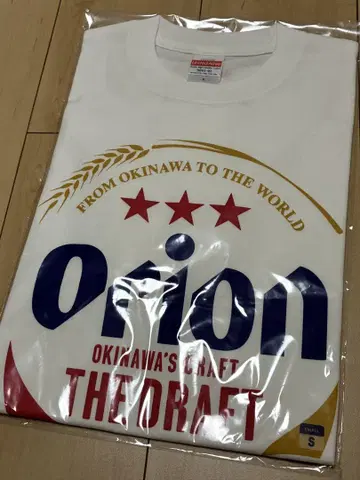 FROM OKINAWA TO THE WORLD
Orion
OKINAWA'S CRAFT
THE DRAFT
S